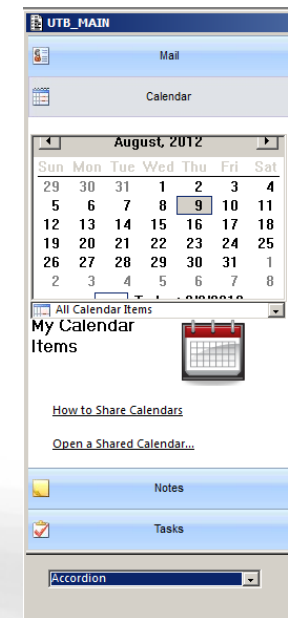 UTB_MAIN
Mail
Calendar
August, 2012
Sun Mon Tue Wed Thu Fri Sat
29 30 31 1 2 3 4
5 6 7 8 9 10 11
12 13 14 15 16 17 18
19 20 21 22 23 24 25
26 27 28 29 30 31 1
2 3 4 5 6 7 8
All Calendar Items
My Calendar
Items
How to Share Calendars
Open a Shared Calendar...
Notes
Tasks
Accordion